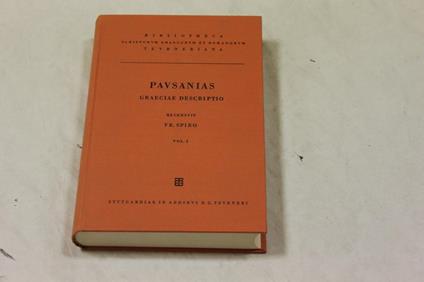 BIBLIOTHECA
SCRIPTORVM GRAECORVM ET ROMANORVM
TEVBNERIANA
PAVSANIAS
GRAECIAE DESCRIPTIO
RECENSVIT
FR. SPIRO
VOL. I
STVTGARDIAE IN AEDIBVS B. G. TEVBNERI